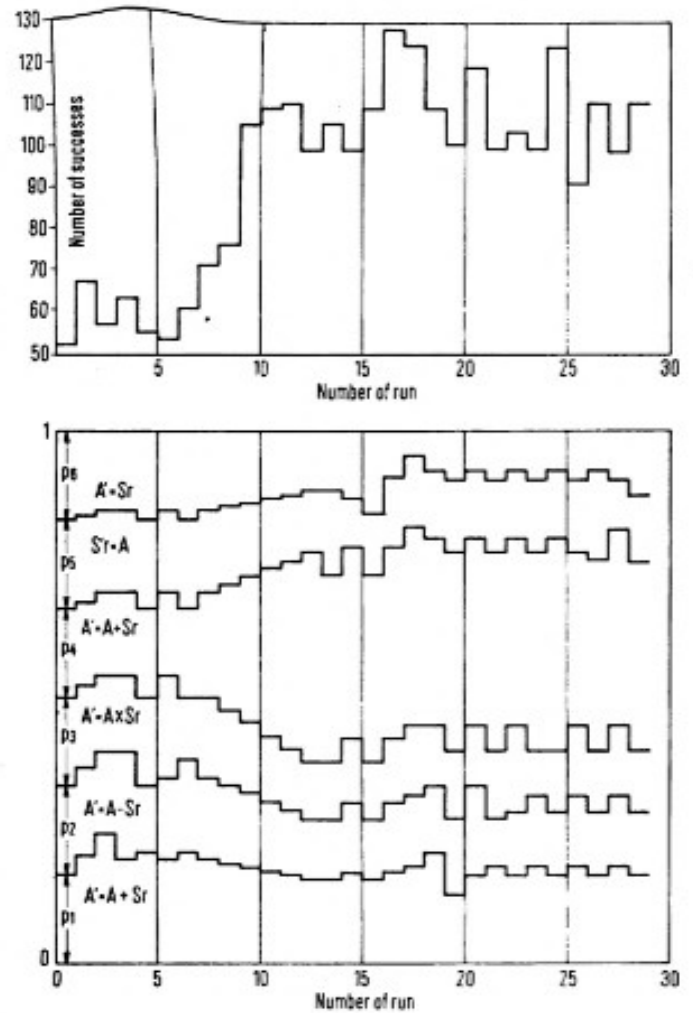 130
120
110
100
90
80
70
60
50
Number of successes
5
10
15
20
25
30
Number of run
1
P6
A'=Sr
P5
S'r=A
P4
A'=A+Sr
P3
A'=A×Sr
P2
A'=A-Sr
P1
A'=A+Sr
0
0
5
10
15
20
25
30
Number of run